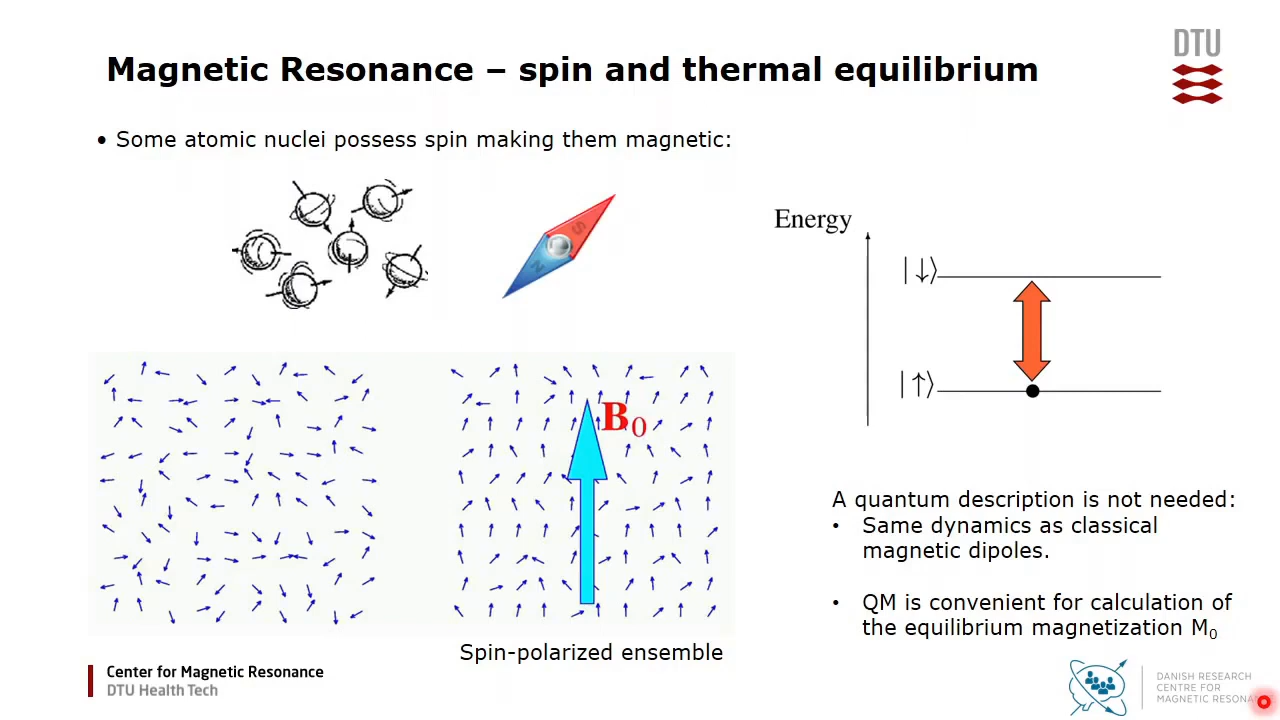 DTU
Magnetic Resonance – spin and thermal equilibrium
• Some atomic nuclei possess spin making them magnetic:
S
N
Energy
|↓⟩
|↑⟩
B₀
A quantum description is not needed:
• Same dynamics as classical
magnetic dipoles.
• QM is convenient for calculation of
the equilibrium magnetization M₀
Spin-polarized ensemble
Center for Magnetic Resonance
DTU Health Tech
DANISH RESEARCH
CENTRE FOR
MAGNETIC RESONAN